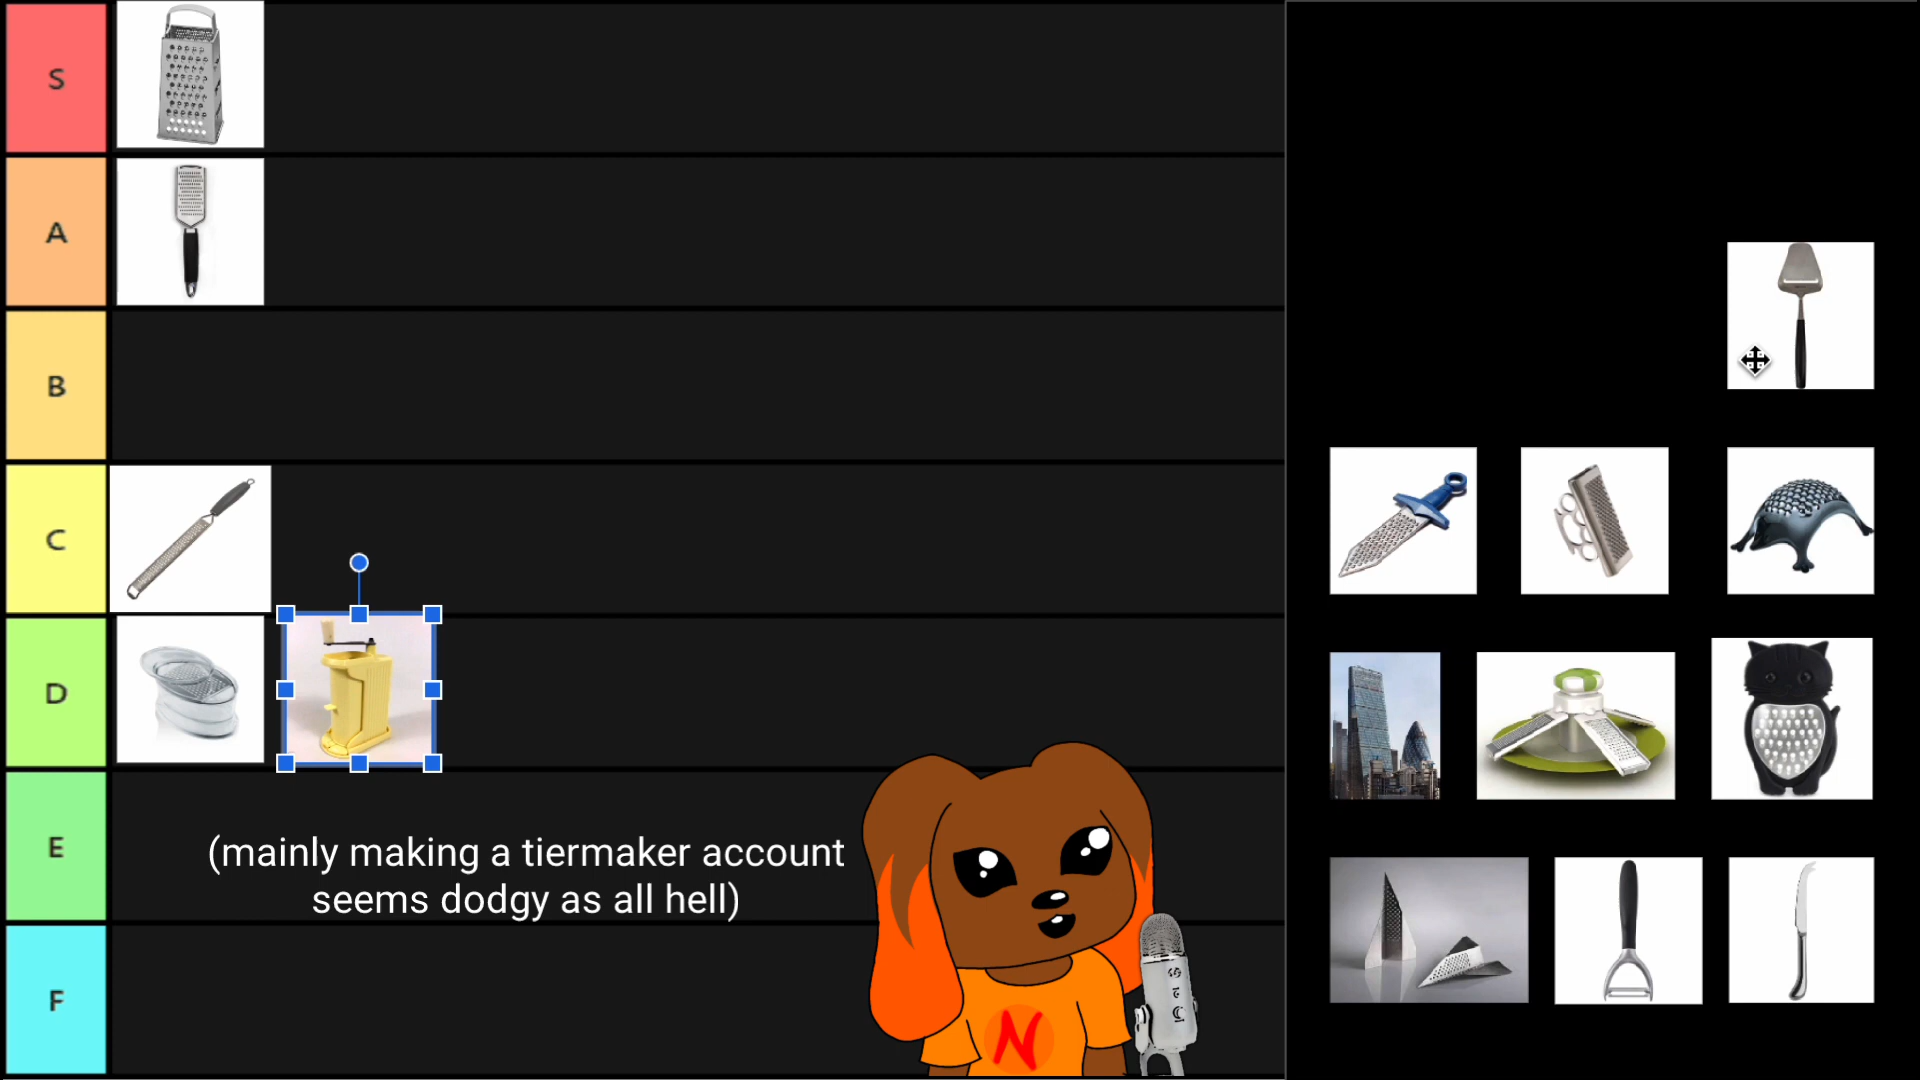 S
A
B
C
D
E
(mainly making a tiermaker account
seems dodgy as all hell)
F
N